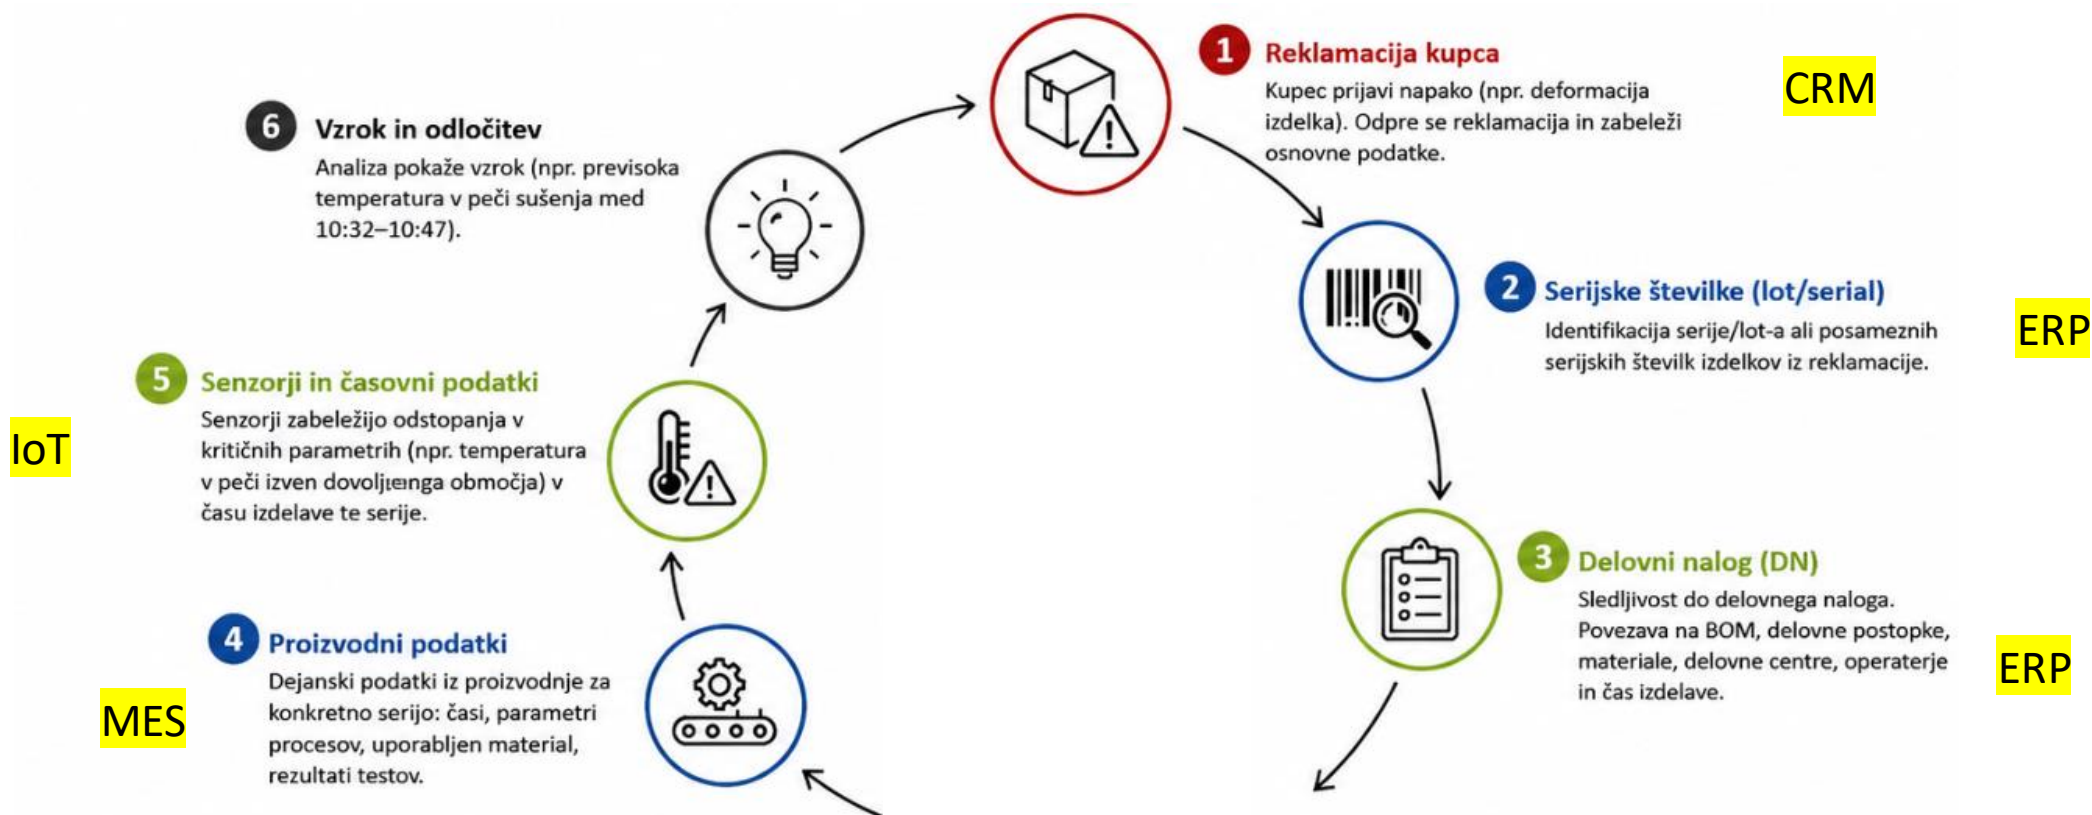 1 Reklamacija kupca
Kupec prijavi napako (npr. deformacija
izdelka). Odpre se reklamacija in zabeleži
osnovne podatke.
CRM
2 Serijske številke (lot/serial)
Identifikacija serije/lot-a ali posameznih
serijskih številk izdelkov iz reklamacije.
ERP
3 Delovni nalog (DN)
Sledljivost do delovnega naloga.
Povezava na BOM, delovne postopke,
materiale, delovne centre, operaterje
in čas izdelave.
ERP
4 Proizvodni podatki
Dejanski podatki iz proizvodnje za
konkretno serijo: časi, parametri
procesov, uporabljen material,
rezultati testov.
MES
5 Senzorji in časovni podatki
Senzorji zabeležijo odstopanja v
kritičnih parametrih (npr. temperatura
v peči izven območja) v
času izdelave te serije.
IoT
6 Vzrok in odločitev
Analiza pokaže vzrok (npr. previsoka
temperatura v peči sušenja med
10:32–10:47).